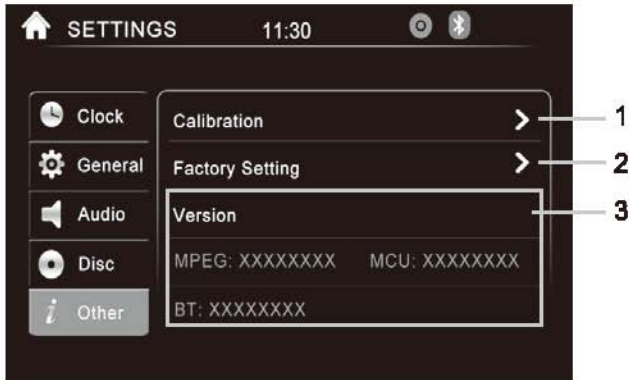 SETTINGS 11:30
Clock
General
Audio
Disc
i Other
Calibration
Factory Setting
Version
MPEG: XXXXXXXX MCU: XXXXXXXX
BT: XXXXXXXX
1
2
3